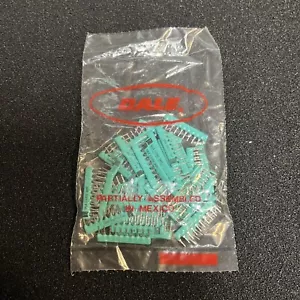 DALE
PARTIALLY ASSEMBLED
IN MEXICO